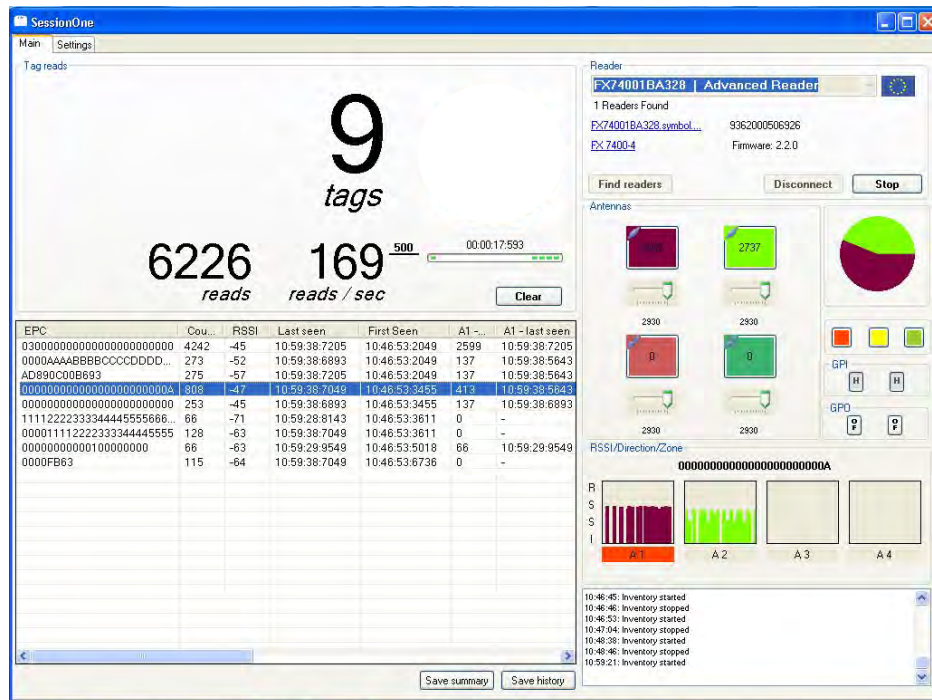 SessionOne
Main Settings
Tag reads
9
tags
6226
reads
169
reads / sec
500
00:00:17:593
Clear
EPC Cou... RSSI Last seen First Seen A1 -... A1 - last seen
030000000000000000000000 4242 -45 10:59:38:7205 10:46:53:2049 2599 10:59:38:7205
0000AAAABBBBCCCCDDDD... 273 -52 10:59:38:6893 10:46:53:2049 137 10:59:38:5643
AD890C00B693 275 -57 10:59:38:7049 10:46:53:2049 137 10:59:38:5643
00000000000000000000000A 808 -47 10:59:38:7049 10:46:53:3455 413 10:59:38:5643
000000000000000000000000 253 -45 10:59:38:6893 10:46:53:3455 137 10:59:38:6893
11112222333344445555666... 66 -71 10:59:28:8143 10:46:53:3611 0 -
000011112222333344445555 128 -63 10:59:38:7049 10:46:53:3611 0 -
00000000000100000000 66 -63 10:59:29:9549 10:46:53:5018 66 10:59:29:9549
0000FB63 115 -64 10:59:38:7049 10:46:53:6736 0 -
Save summary Save history
Reader
FX74001BA328 | Advanced Reader
1 Readers Found
FX74001BA328.symbol.... 9362000506926
FX 7400-4 Firmware: 2.2.0
Find readers Disconnect Stop
Antennas
2737
2930 2930
0 0
2930 2930
GPI
H H
GPO
RSSI/Direction/Zone
00000000000000000000000A
R
S
S
I
A 1 A 2 A 3 A 4
10:46:45: Inventory started
10:46:46: Inventory stopped
10:46:53: Inventory started
10:47:04: Inventory stopped
10:48:38: Inventory started
10:48:46: Inventory stopped
10:59:21: Inventory started